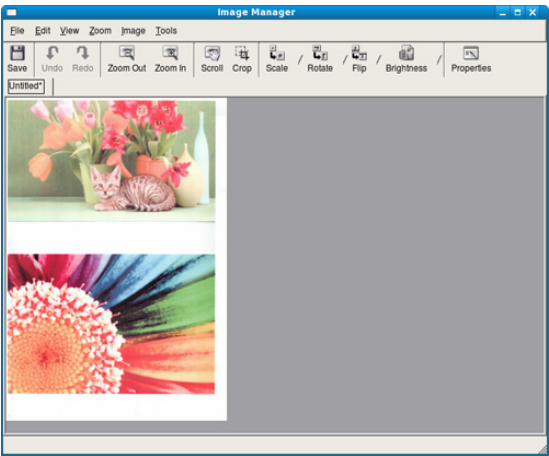 Image Manager
File Edit View Zoom Image Tools
Save Undo Redo Zoom Out Zoom In Scroll Crop Scale / Rotate / Flip / Brightness / Properties
Untitled*